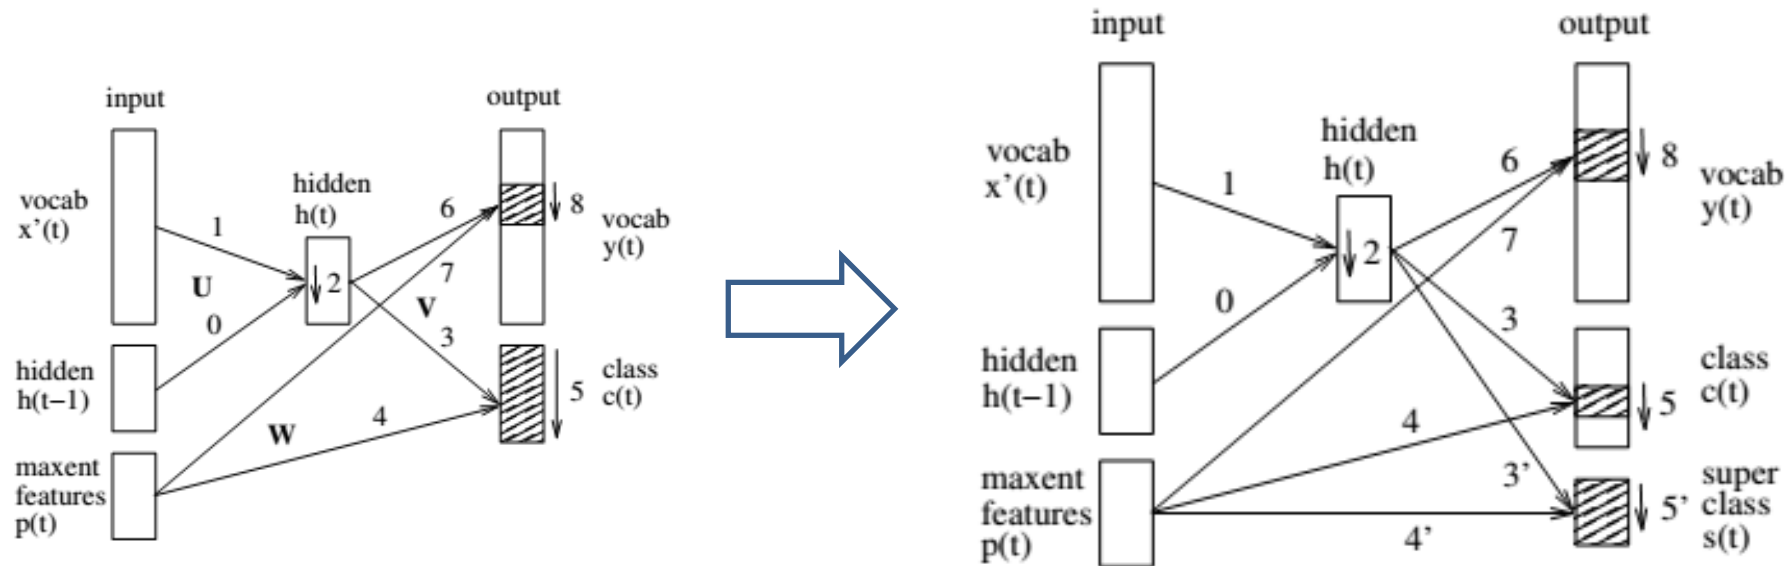 input
output
vocab
x'(t)
hidden
h(t)
1
U
0
2
6
8
vocab
y(t)
7
V
3
hidden
h(t−1)
5
class
c(t)
W
4
maxent
features
p(t)
input
output
vocab
x'(t)
hidden
h(t)
1
0
2
6
8
vocab
y(t)
7
3
hidden
h(t−1)
class
c(t)
5
4
3'
maxent
features
p(t)
4'
super
5' class
s(t)